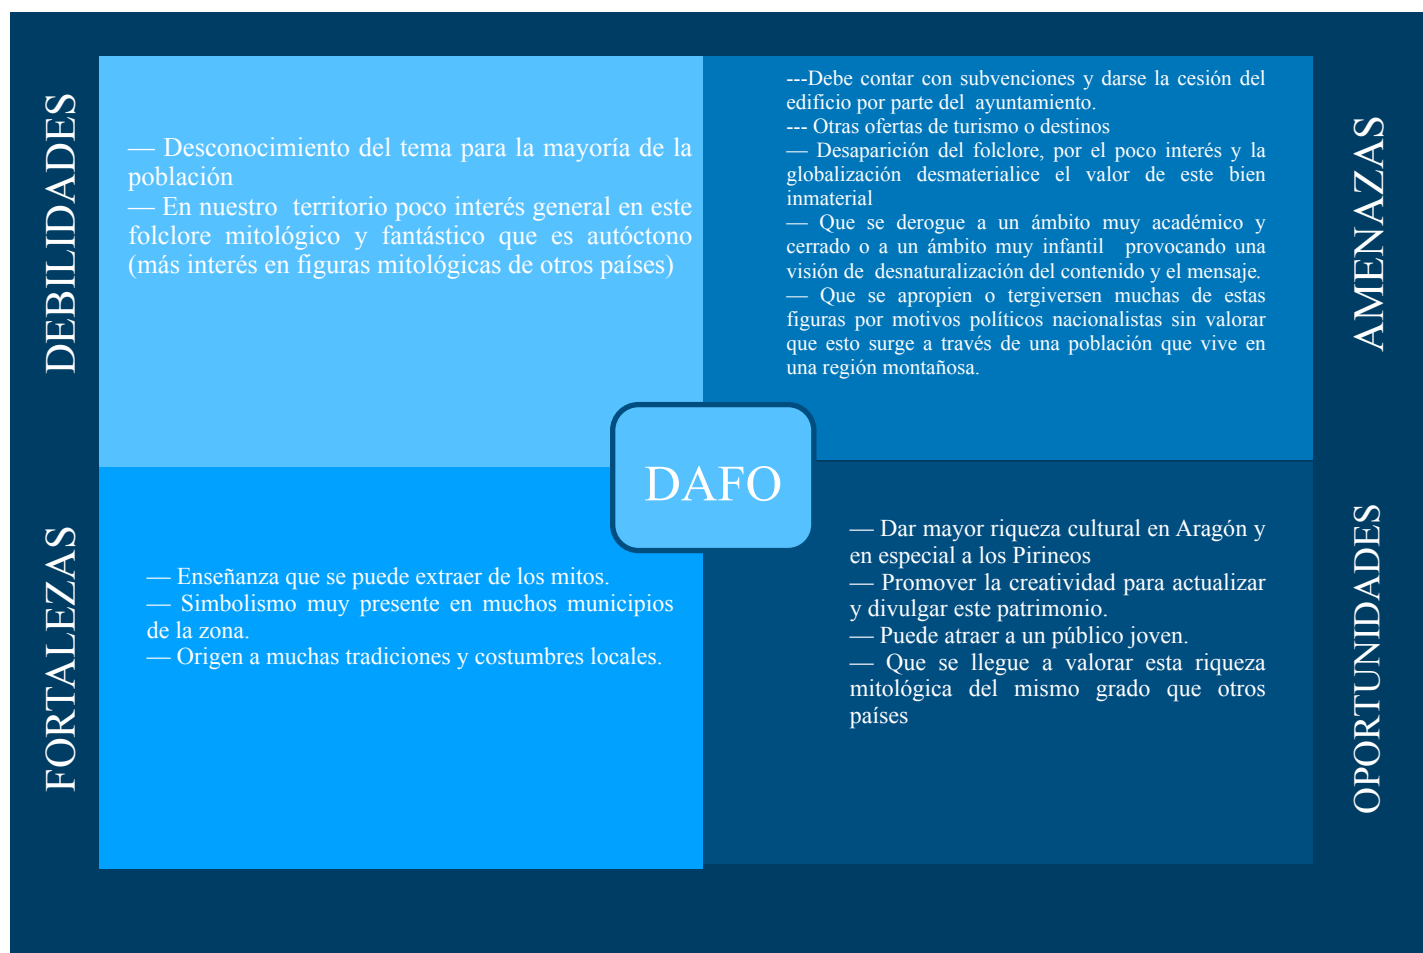 DEBILIDADES
— Desconocimiento del tema para la mayoría de la
población
— En nuestro territorio poco interés general en este
folclore mitológico y fantástico que es autóctono
(más interés en figuras mitológicas de otros países)
---Debe contar con subvenciones y darse la cesión del
edificio por parte del ayuntamiento.
--- Otras ofertas de turismo o destinos
— Desaparición del folclore, por el poco interés y la
globalización desmaterialice el valor de este bien
inmaterial
— Que se derogue a un ámbito muy académico y
cerrado o a un ámbito muy infantil provocando una
visión de desnaturalización del contenido y el mensaje.
— Que se apropien o tergiversen muchas de estas
figuras por motivos políticos nacionalistas sin valorar
que esto surge a través de una población que vive en
una región montañosa.
AMENAZAS
DAFO
FORTALEZAS
— Enseñanza que se puede extraer de los mitos.
— Simbolismo muy presente en muchos municipios
de la zona.
— Origen a muchas tradiciones y costumbres locales.
— Dar mayor riqueza cultural en Aragón y
en especial a los Pirineos
— Promover la creatividad para actualizar
y divulgar este patrimonio.
— Puede atraer a un público joven.
— Que se llegue a valorar esta riqueza
mitológica del mismo grado que otros
países
OPORTUNIDADES